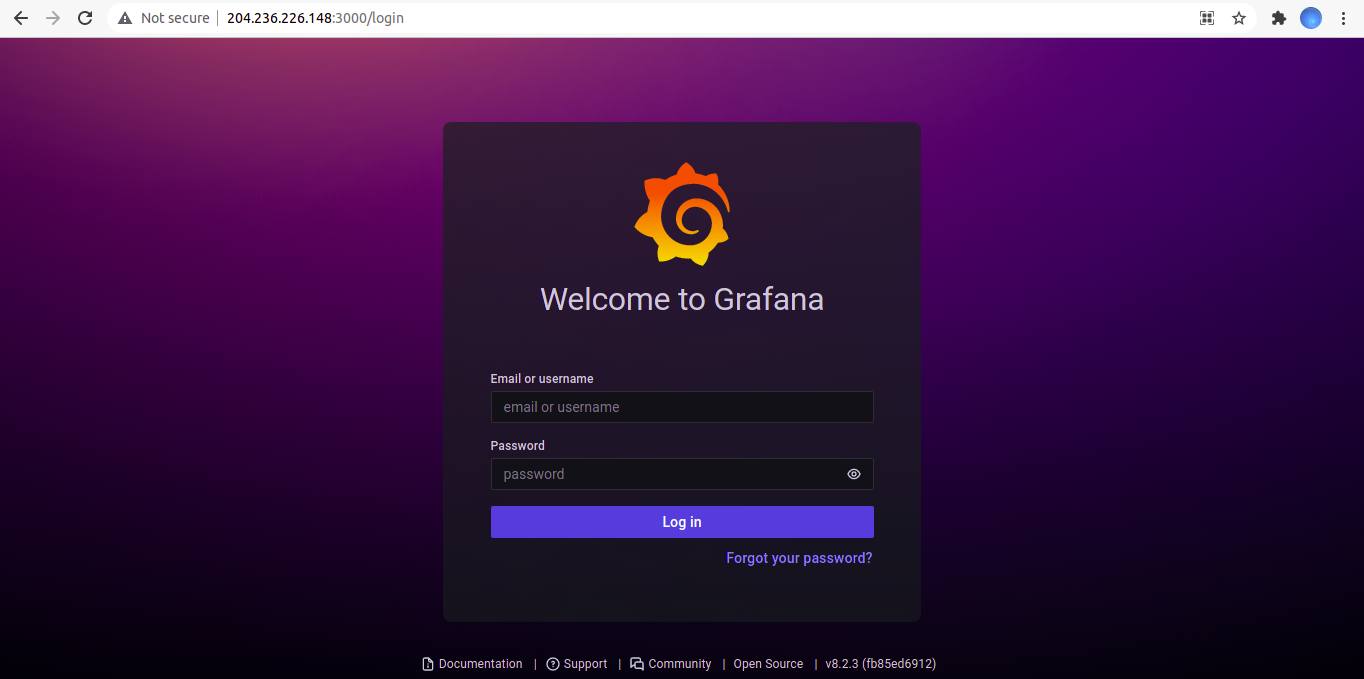 Not secure | 204.236.226.148:3000/login
Welcome to Grafana
Email or username
email or username
Password
password
Log in
Forgot your password?
Documentation | Support | Community | Open Source | v8.2.3 (fb85ed6912)